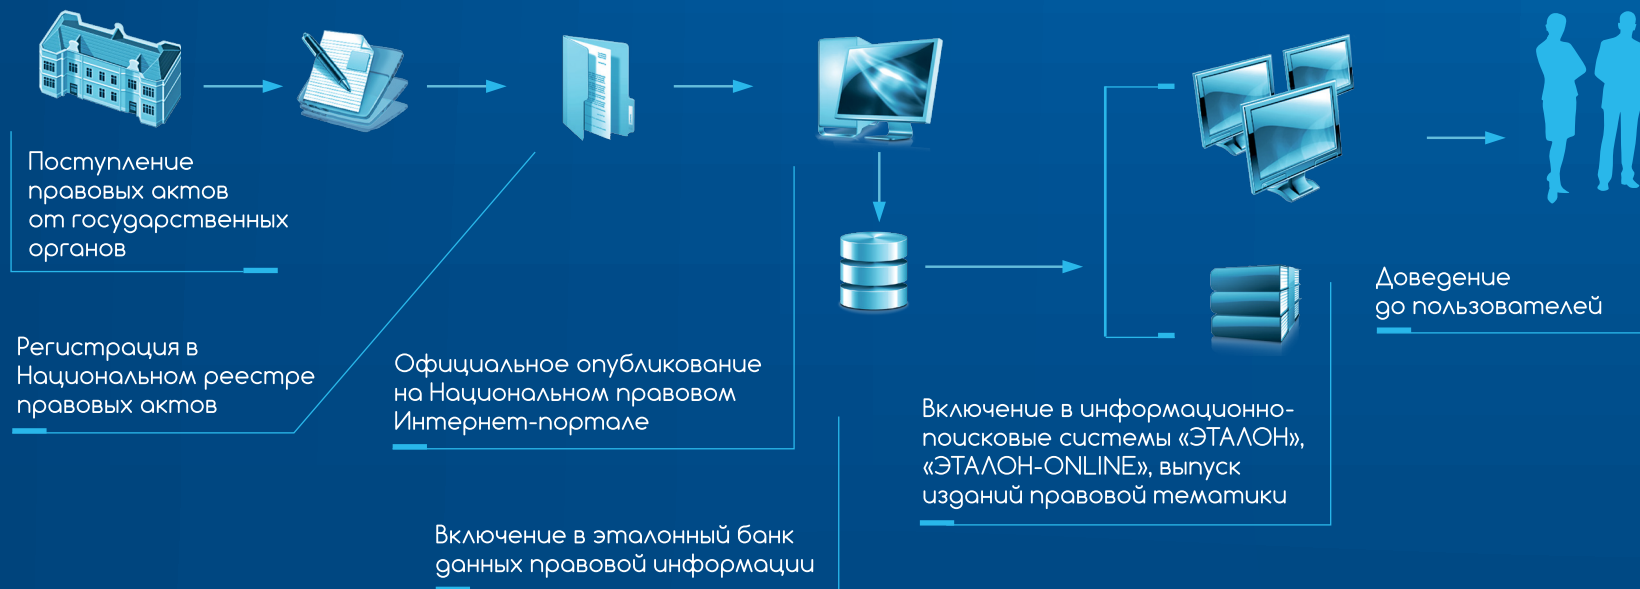 Поступление
правовых актов
от государственных
органов
Регистрация в
Национальном реестре
правовых актов
Официальное опубликование
на Национальном правовом
Интернет-портале
Включение в эталонный банк
данных правовой информации
Включение в информационно-
поисковые системы «ЭТАЛОН»,
«ЭТАЛОН-ONLINE», выпуск
изданий правовой тематики
Доведение
до пользователей